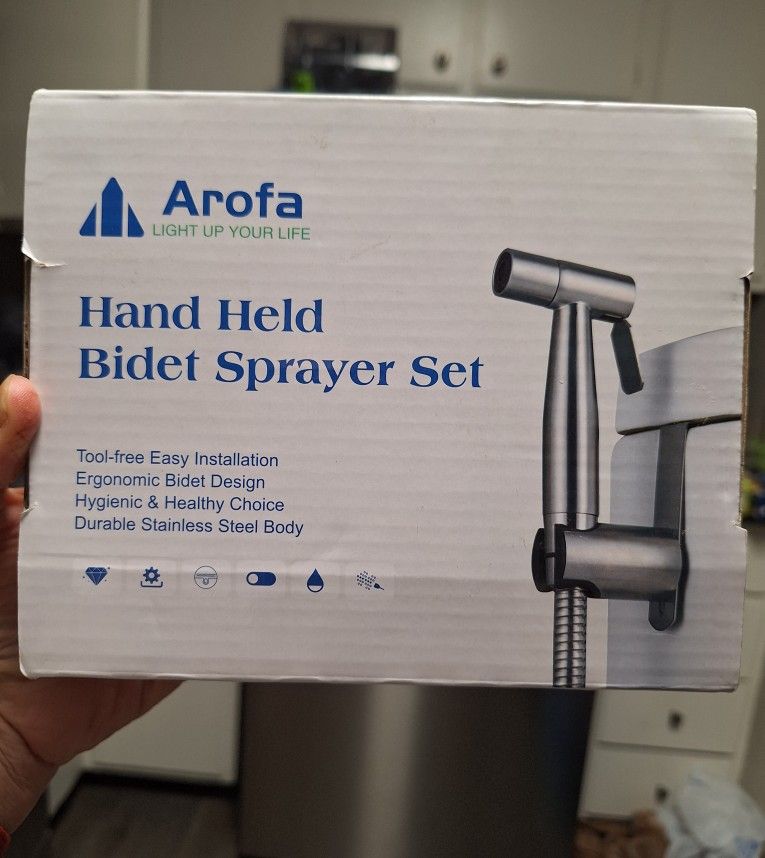 Arofa
LIGHT UP YOUR LIFE
Hand Held
Bidet Sprayer Set
Tool-free Easy Installation
Ergonomic Bidet Design
Hygienic & Healthy Choice
Durable Stainless Steel Body